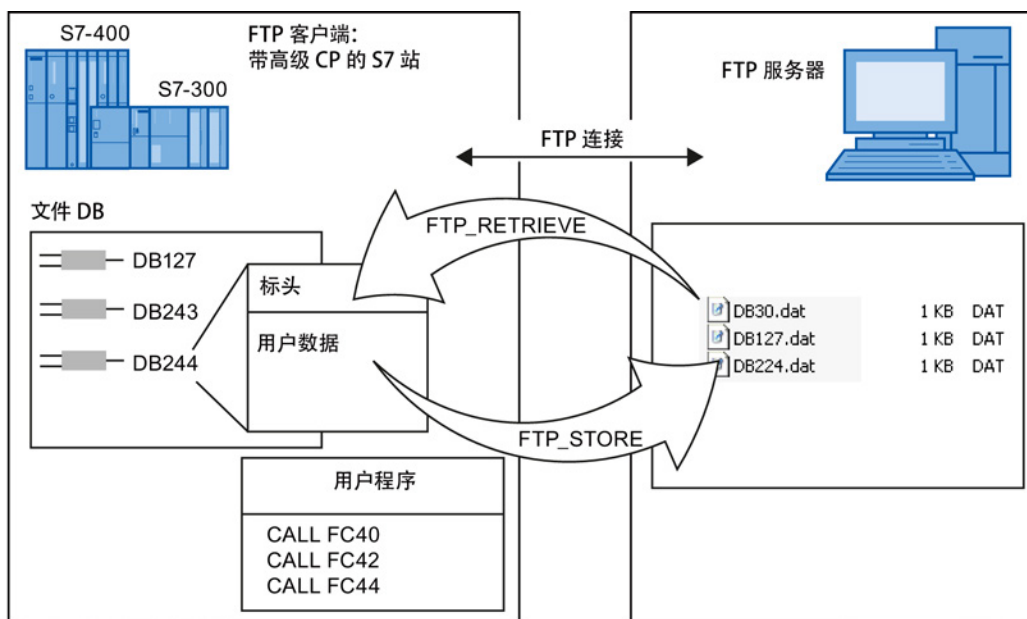 S7-400
S7-300
FTP 客户端：
带高级 CP 的 S7 站
FTP 服务器
FTP 连接
文件 DB
DB127
DB243
DB244
标头
用户数据
FTP_RETRIEVE
FTP_STORE
DB30.dat 1 KB DAT
DB127.dat 1 KB DAT
DB224.dat 1 KB DAT
用户程序
CALL FC40
CALL FC42
CALL FC44